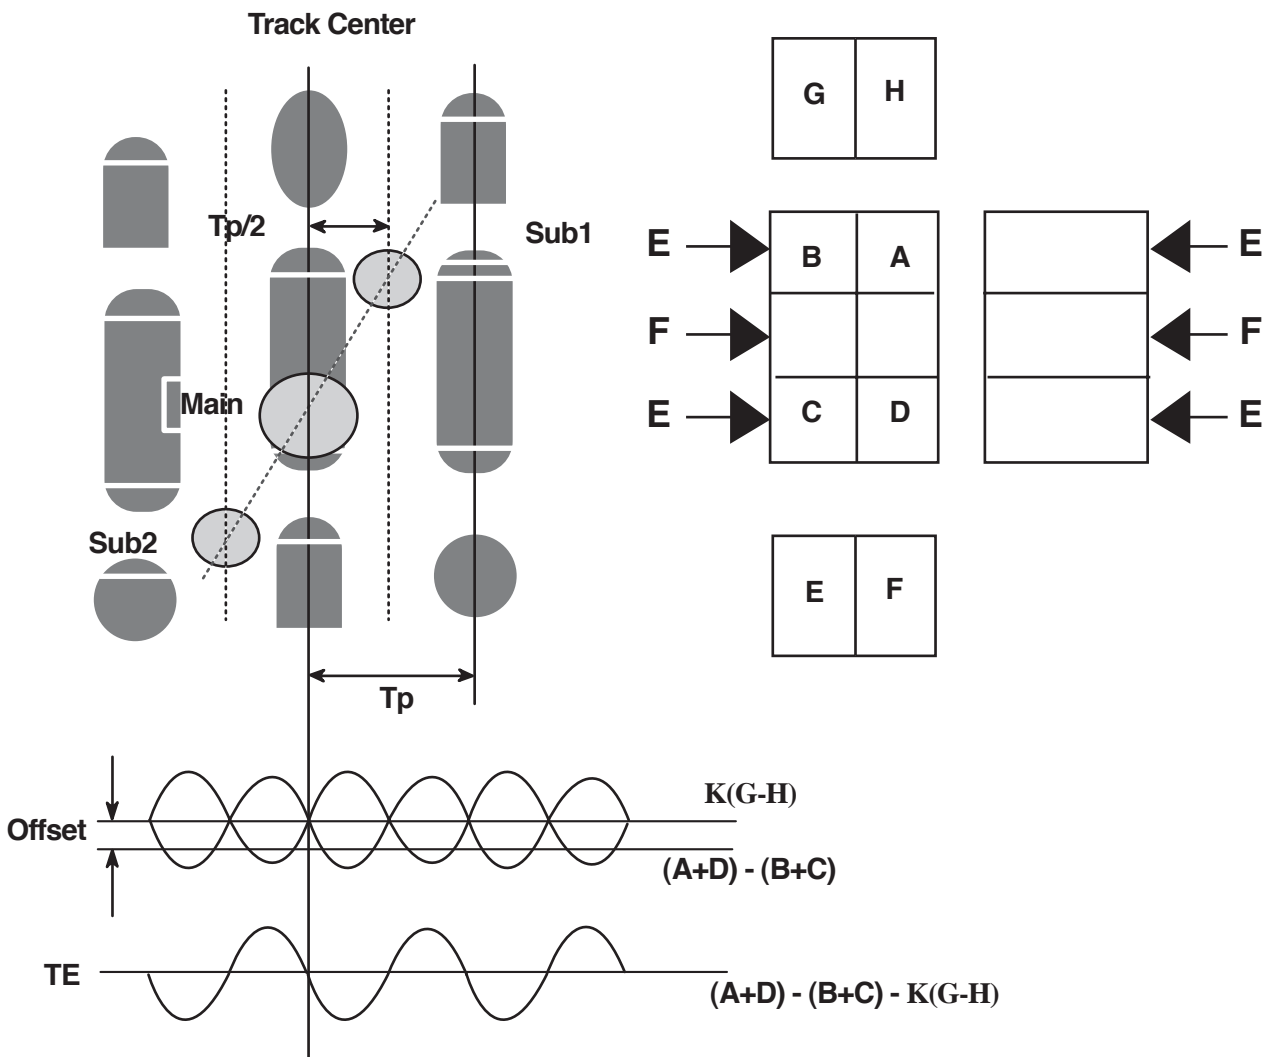 Track Center
G H
Tp/2
Sub1
E B A E
F F
Main
E C D E
Sub2
E F
Tp
K(G-H)
Offset
(A+D) - (B+C)
TE
(A+D) - (B+C) - K(G-H)